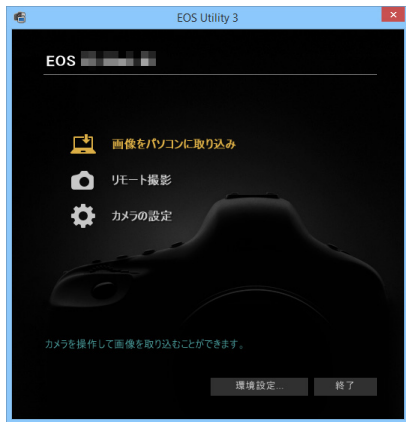 EOS Utility 3
EOS
画像をパソコンに取り込み
リモート撮影
カメラの設定
カメラを操作して画像を取り込むことができます。
環境設定... 終了